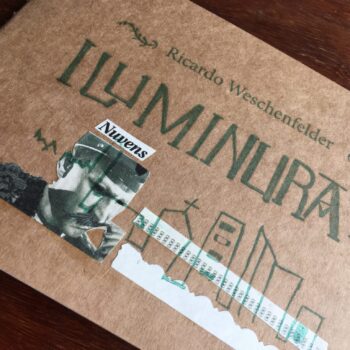 Ricardo Weschenfelder
ILUMINURA
Nuvens